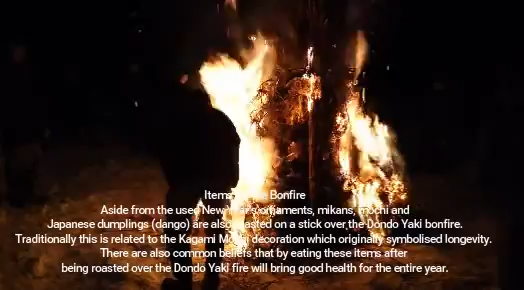 Items Bonfire
Aside from the used New Year's ornaments, mikans, mochi and
Japanese dumplings (dango) are also roasted on a stick over the Dondo Yaki bonfire.
Traditionally this is related to the Kagami Mochi decoration which originally symbolised longevity.
There are also common beliefs that by eating these items after
being roasted over the Dondo Yaki fire will bring good health for the entire year.